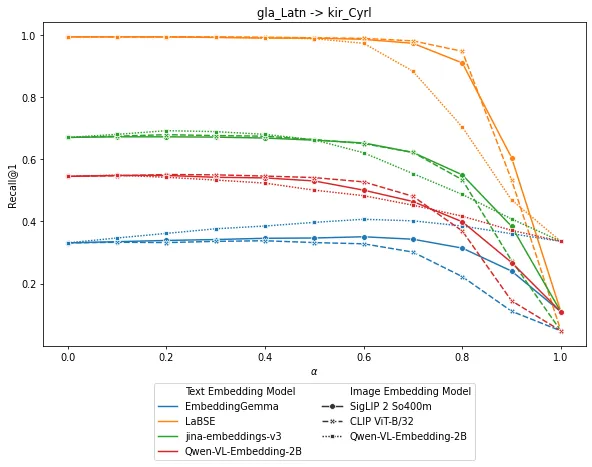 gla_Latn -> kir_Cyrl
1.0
0.8
0.6
0.4
0.2
Recall@1
0.0 0.2 0.4 0.6 0.8 1.0
α
Text Embedding Model
EmbeddingGemma
LaBSE
jina-embeddings-v3
Qwen-VL-Embedding-2B
Image Embedding Model
SigLIP 2 So400m
CLIP ViT-B/32
Qwen-VL-Embedding-2B